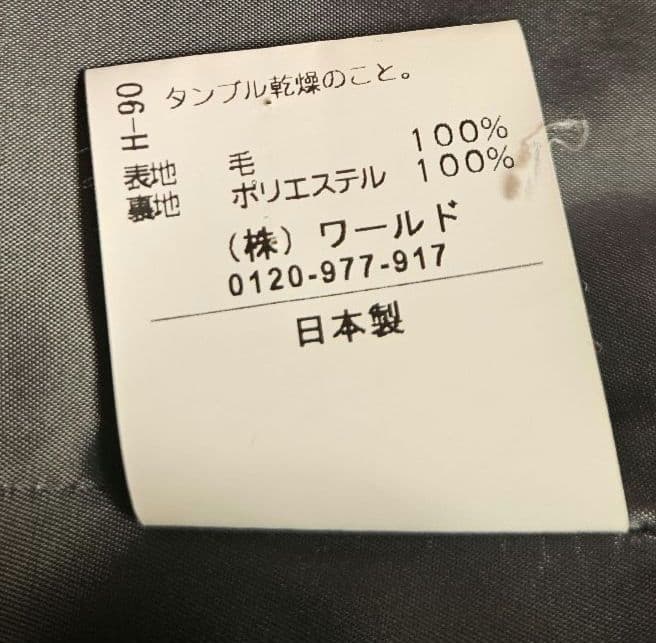 H-90
タンブル乾燥のこと。
表地 毛 100%
裏地 ポリエステル 100%
(株) ワールド
0120-977-917
日本製